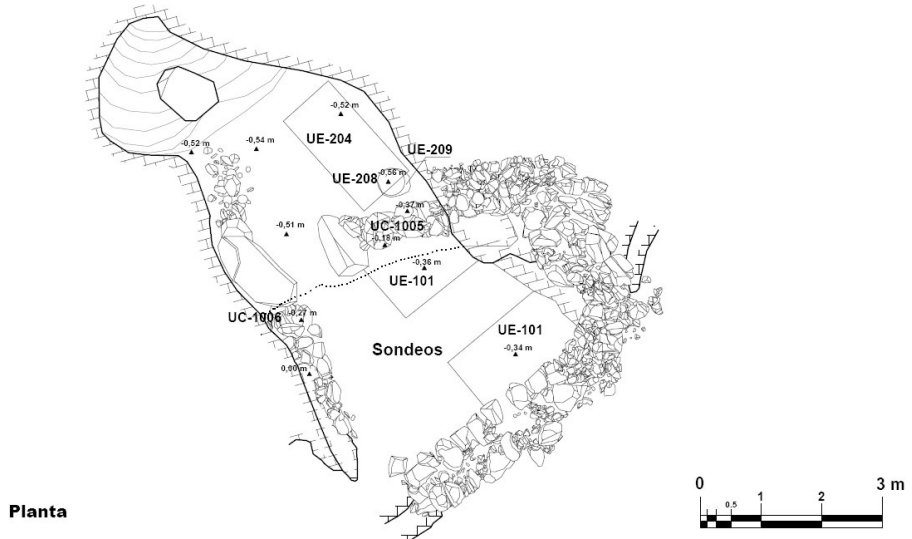 -0,52 m
UE-204
-0,52 m
-0,54 m
UE-209
UE-208
-0,56 m
-0,37 m
UC-1005
-0,51 m
-0,18 m
-0,36 m
UE-101
UC-1006
-0,27 m
UE-101
Sondeos
-0,34 m
0,00 m
0 1 2 3 m
0.5
Planta